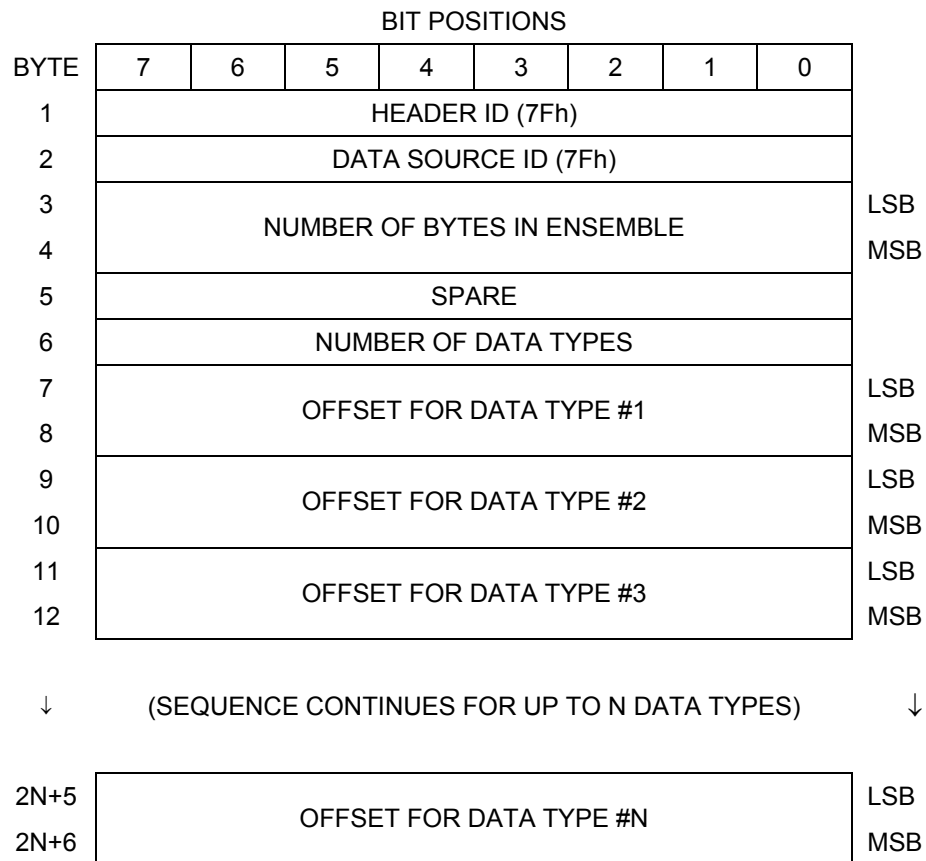 BIT POSITIONS
BYTE 7 6 5 4 3 2 1 0
1 HEADER ID (7Fh)
2 DATA SOURCE ID (7Fh)
3 LSB
NUMBER OF BYTES IN ENSEMBLE
4 MSB
5 SPARE
6 NUMBER OF DATA TYPES
7 LSB
OFFSET FOR DATA TYPE #1
8 MSB
9 LSB
OFFSET FOR DATA TYPE #2
10 MSB
11 LSB
OFFSET FOR DATA TYPE #3
12 MSB
↓ (SEQUENCE CONTINUES FOR UP TO N DATA TYPES) ↓
2N+5 LSB
OFFSET FOR DATA TYPE #N
2N+6 MSB